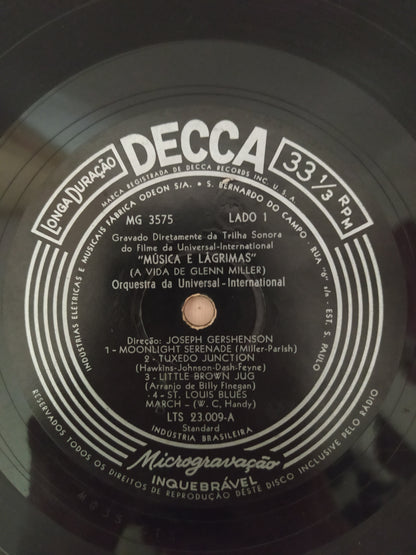 DECCA
LONGA DURAÇÃO
33 1/3 RPM
MARCA REGISTRADA DE DECCA RECORDS INC U.S.A.
INDÚSTRIAS ELÉTRICAS E MUSICAIS FÁBRICA ODEON S/A. • S. BERNARDO DO CAMPO - RUA "g" s/n - EST. S. PAULO
MG 3575 LADO 1
Gravado Diretamente da Trilha Sonora
do Filme da Universal-International
"MÚSICA E LÁGRIMAS"
(A VIDA DE GLENN MILLER)
Orquestra da Universal-International
Direção: JOSEPH GERSHENSON
1-MOONLIGHT SERENADE (Miller-Parish)
2-TUXEDO JUNCTION
(Hawkins-Johnson-Dash-Feyne)
3-LITTLE BROWN JUG
(Arranjo de Billy Finegan)
4-ST. LOUIS BLUES
MARCH-(W. C. Handy)
LTS 23.009-A
Standard
INDÚSTRIA BRASILEIRA
Microgravação
INQUEBRÁVEL
RESERVADOS TODOS OS DIREITOS DE REPRODUÇÃO DESTE DISCO INCLUSIVE PELO RÁDIO